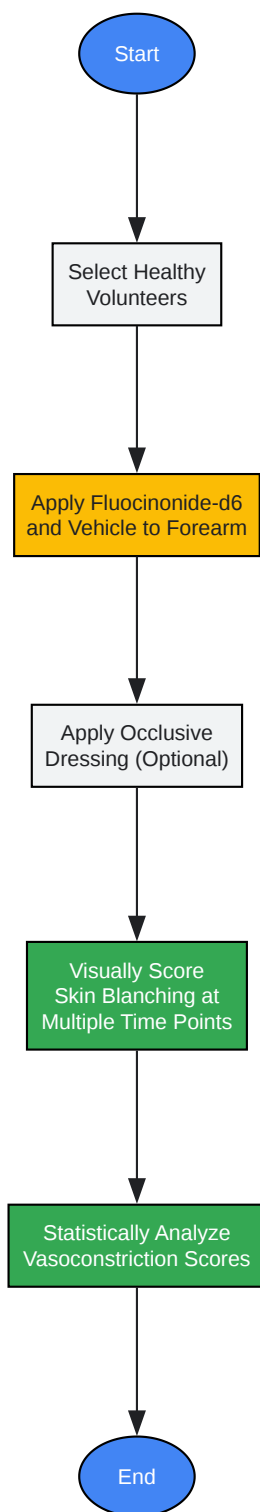 Start
Select Healthy
Volunteers
Apply Fluocinonide-d6
and Vehicle to Forearm
Apply Occlusive
Dressing (Optional)
Visually Score
Skin Blanching at
Multiple Time Points
Statistically Analyze
Vasoconstriction Scores
End